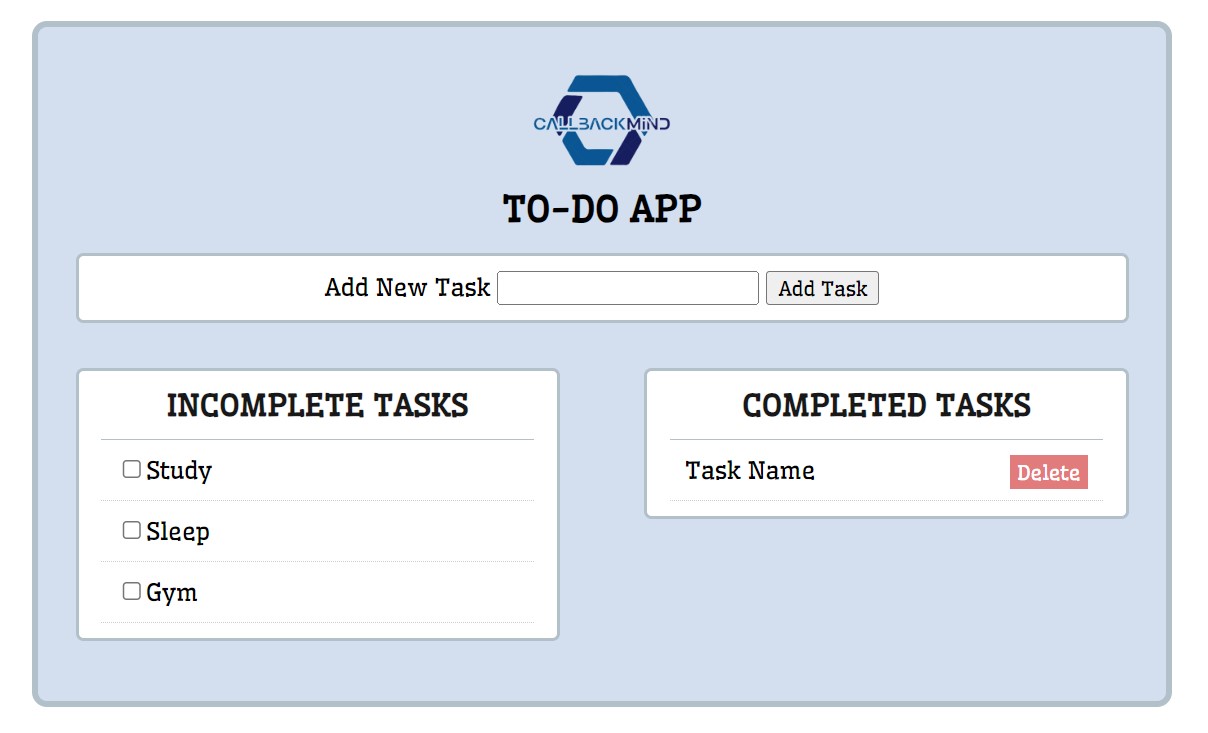 CALLBACKMIND
TO-DO APP
Add New Task Add Task
INCOMPLETE TASKS
Study
Sleep
Gym
COMPLETED TASKS
Task Name Delete